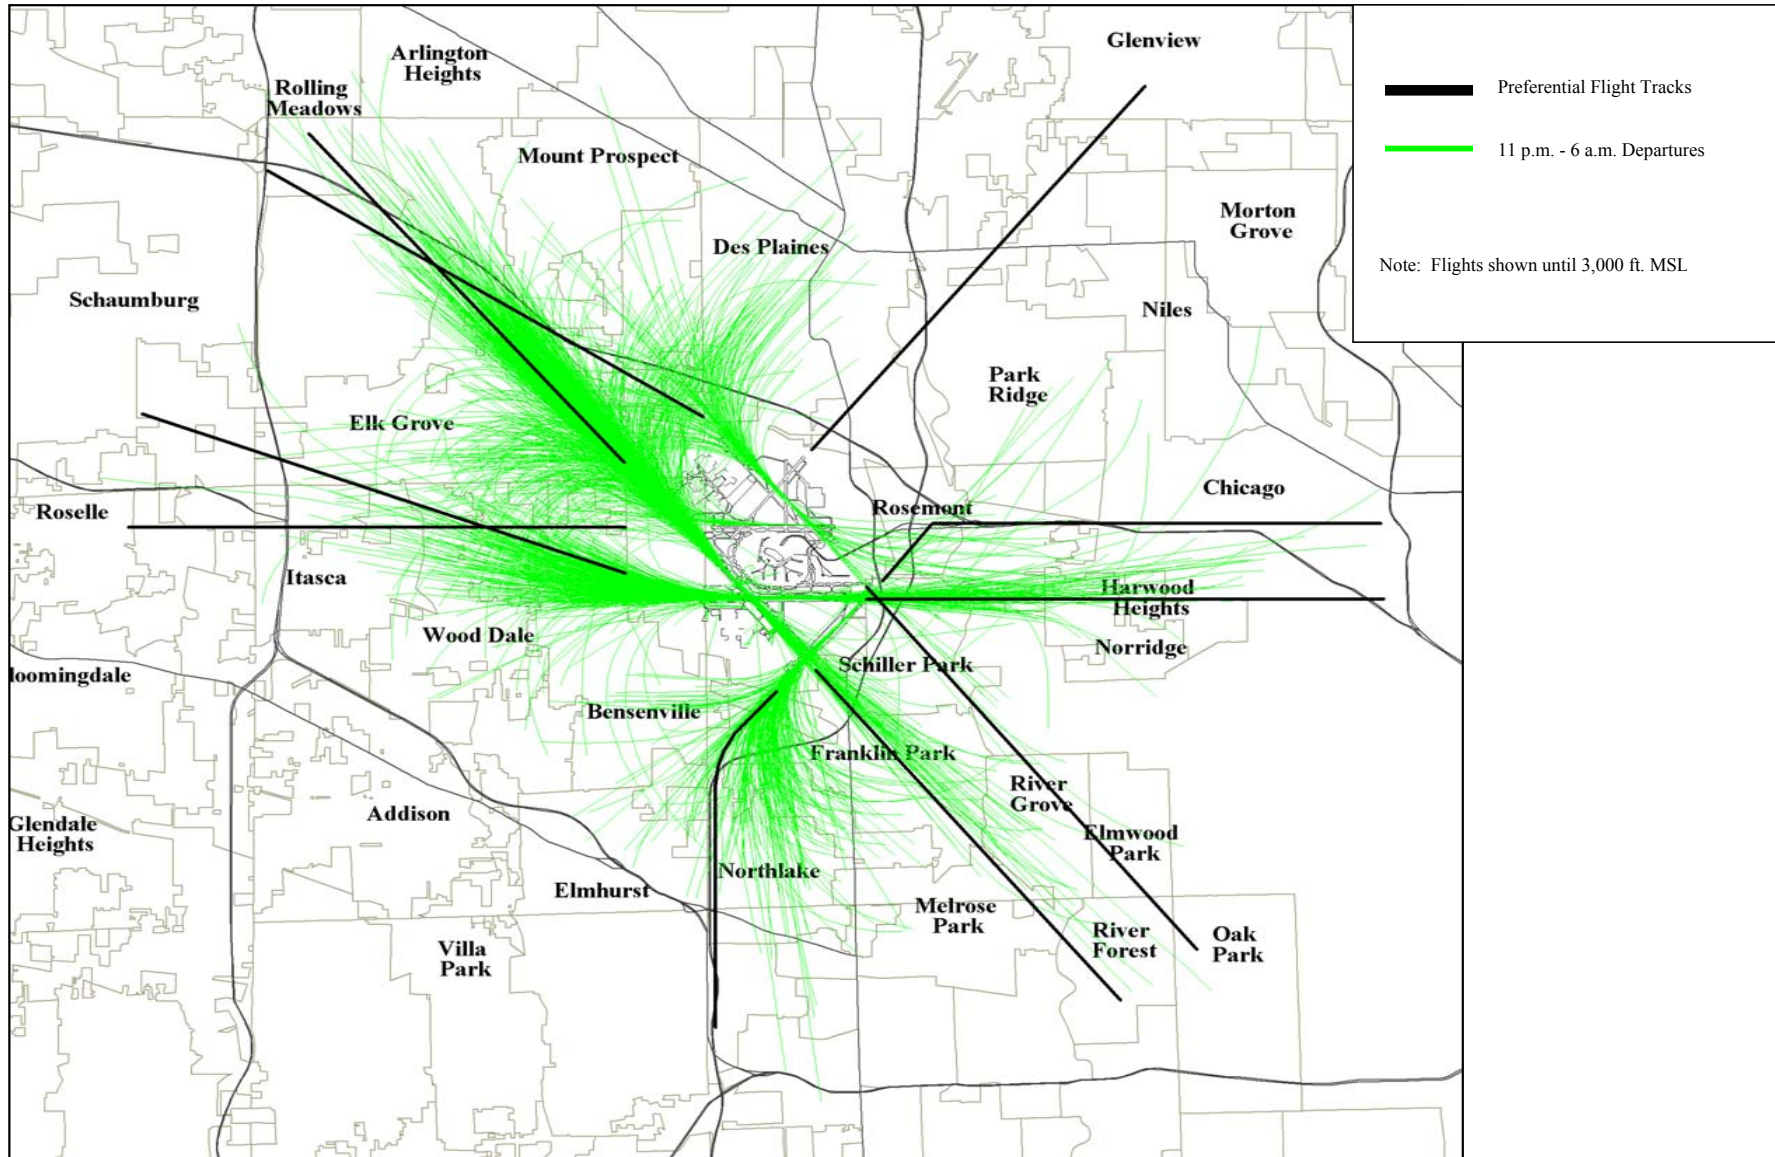 Arlington
Heights
Glenview
Rolling
Meadows
Mount Prospect
Morton
Grove
Des Plaines
Schaumburg
Niles
Park
Ridge
Elk Grove
Chicago
Roselle
Rosemont
Itasca
Harwood
Heights
Wood Dale
Norridge
Schiller Park
loomingdale
Bensenville
Franklin Park
River
Grove
Addison
Glendale
Heights
Elmwood
Park
Northlake
Elmhurst
Melrose
Park
River
Forest
Oak
Park
Villa
Park
Preferential Flight Tracks
11 p.m. - 6 a.m. Departures
Note: Flights shown until 3,000 ft. MSL